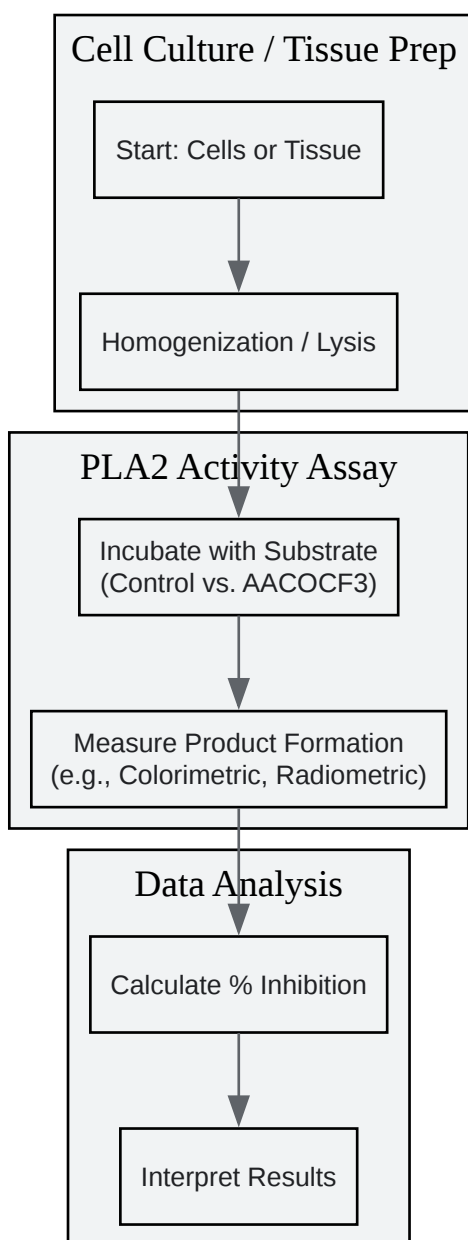 Cell Culture / Tissue Prep
Start: Cells or Tissue
Homogenization / Lysis
PLA2 Activity Assay
Incubate with Substrate
(Control vs. AACOCF3)
Measure Product Formation
(e.g., Colorimetric, Radiometric)
Data Analysis
Calculate % Inhibition
Interpret Results